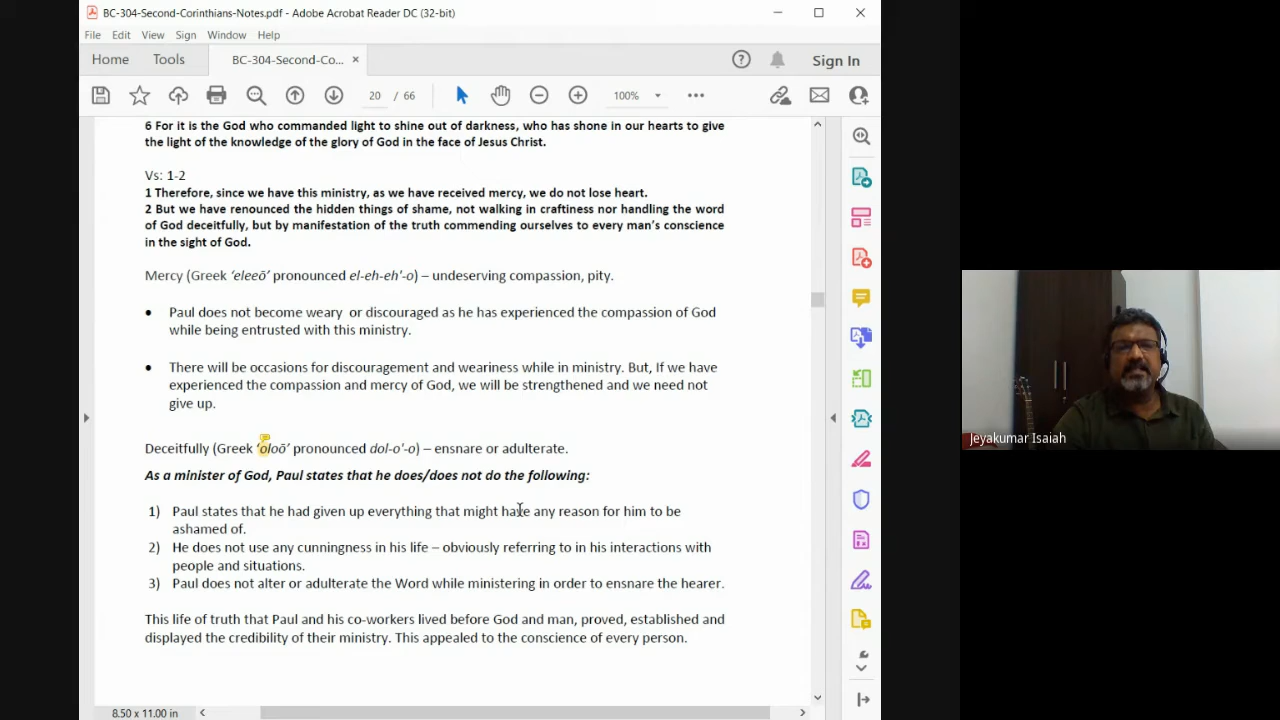 BC-304-Second-Corinthians-Notes.pdf - Adobe Acrobat Reader DC (32-bit)
File Edit View Sign Window Help
Home Tools BC-304-Second-Co... × Sign In
20 / 66 100%
6 For it is the God who commanded light to shine out of darkness, who has shone in our hearts to give
the light of the knowledge of the glory of God in the face of Jesus Christ.
Vs: 1-2
1 Therefore, since we have this ministry, as we have received mercy, we do not lose heart.
2 But we have renounced the hidden things of shame, not walking in craftiness nor handling the word
of God deceitfully, but by manifestation of the truth commending ourselves to every man's conscience
in the sight of God.
Mercy (Greek 'eleeō' pronounced el-eh-eh'-o) – undeserving compassion, pity.
• Paul does not become weary or discouraged as he has experienced the compassion of God
while being entrusted with this ministry.
• There will be occasions for discouragement and weariness while in ministry. But, If we have
experienced the compassion and mercy of God, we will be strengthened and we need not
give up.
Deceitfully (Greek 'oloō' pronounced dol-o'-o) – ensnare or adulterate.
As a minister of God, Paul states that he does/does not do the following:
1) Paul states that he had given up everything that might have any reason for him to be
ashamed of.
2) He does not use any cunningness in his life – obviously referring to in his interactions with
people and situations.
3) Paul does not alter or adulterate the Word while ministering in order to ensnare the hearer.
This life of truth that Paul and his co-workers lived before God and man, proved, established and
displayed the credibility of their ministry. This appealed to the conscience of every person.
8.50 x 11.00 in
Jeyakumar Isaiah